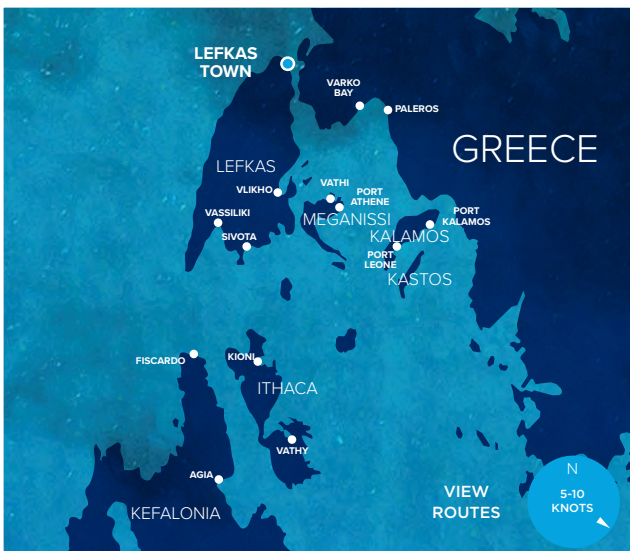 LEFKAS
TOWN
VARKO
BAY
PALEROS
GREECE
LEFKAS
VLIKHO
VATHI
PORT
ATHENE
MEGANISSI
VASSILIKI
SIVOTA
PORT
KALAMOS
KALAMOS
PORT
LEONE
KASTOS
FISCARDO
KIONI
ITHACA
VATHY
AGIA
KEFALONIA
VIEW
ROUTES
N
5-10
KNOTS